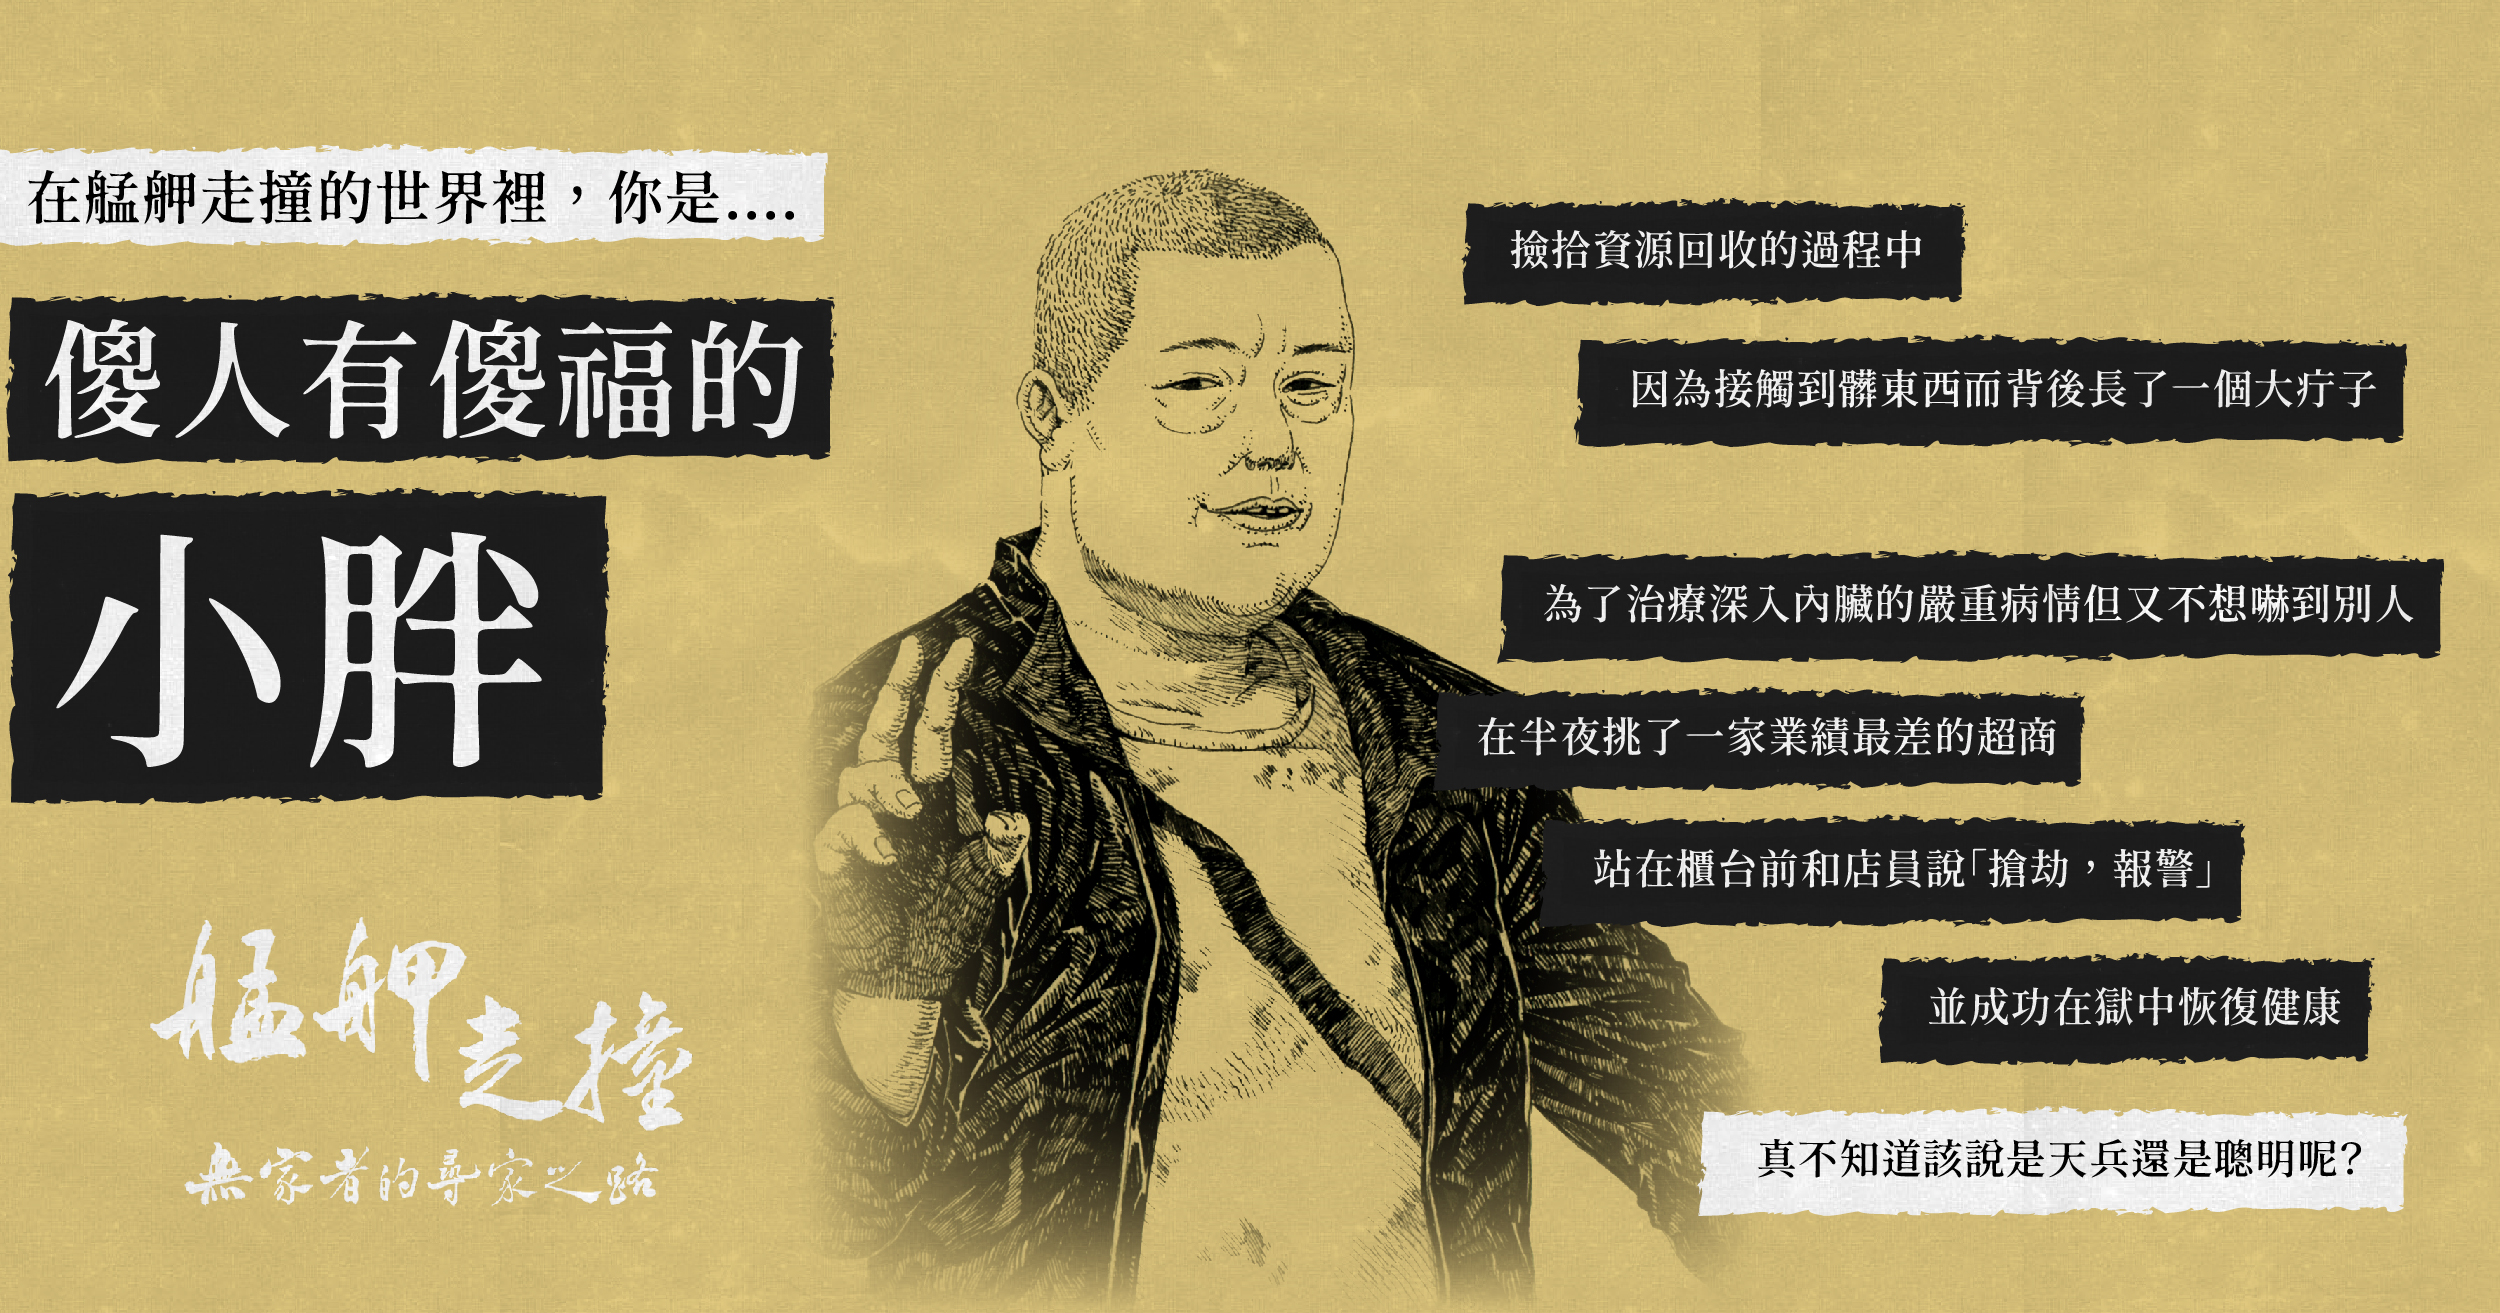 在艋舺走撞的世界裡，你是....
傻人有傻福的
小胖
艋舺走撞
無家者的尋家之路
撿拾資源回收的過程中
因為接觸到髒東西而背後長了一個大疔子
為了治療深入內臟的嚴重病情但又不想嚇到別人
在半夜挑了一家業績最差的超商
站在櫃台前和店員說「搶劫，報警」
並成功在獄中恢復健康
真不知道該說是天兵還是聰明呢？